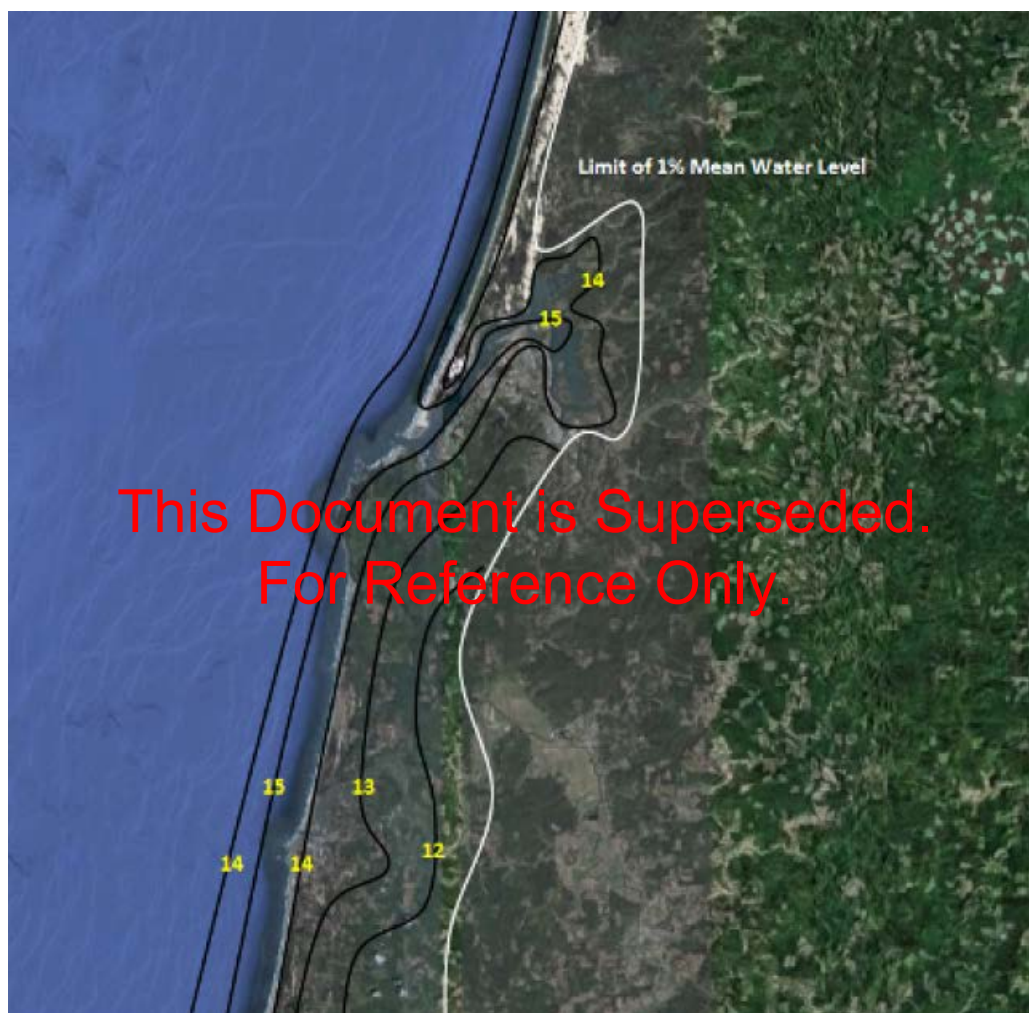 Limit of 1% Mean Water Level
14
15
This Document is Superseded.
For Reference Only.
15
13
12
14
14